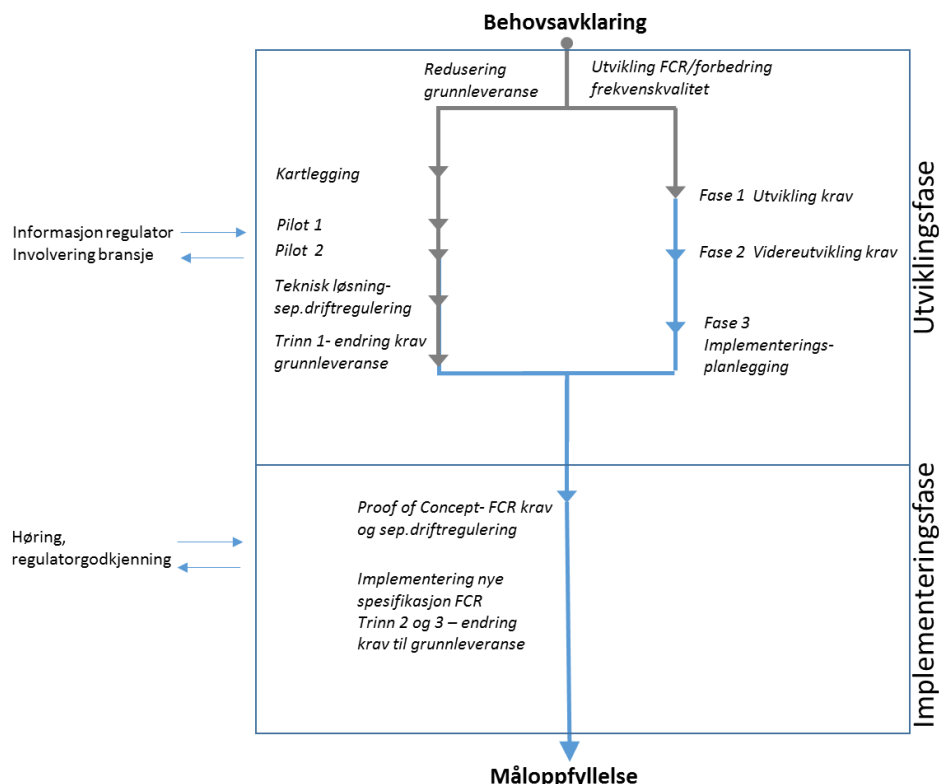 Behovsavklaring
Redusering
grunnleveranse
Utvikling FCR/forbedring
frekvenskvalitet
Kartlegging
Pilot 1
Pilot 2
Teknisk løsning-
sep.driftregulering
Trinn 1- endring krav
grunnleveranse
Fase 1 Utvikling krav
Fase 2 Videreutvikling krav
Fase 3
Implementerings-
planlegging
Utviklingsfase
Informasjon regulator
Involvering bransje
Proof of Concept- FCR krav
og sep.driftregulering
Implementering nye
spesifikasjon FCR
Trinn 2 og 3 – endring
krav til grunnleveranse
Implementeringsfase
Høring,
regulatorgodkjenning
Måloppfyllelse